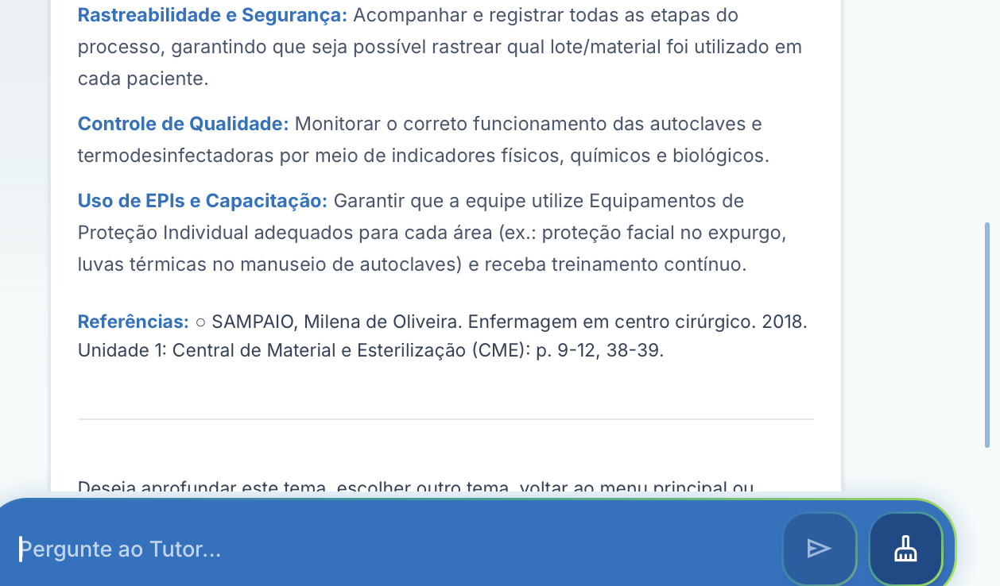 Rastreabilidade e Segurança: Acompanhar e registrar todas as etapas do
processo, garantindo que seja possível rastrear qual lote/material foi utilizado em
cada paciente.
Controle de Qualidade: Monitorar o correto funcionamento das autoclaves e
termodesinfectadoras por meio de indicadores físicos, químicos e biológicos.
Uso de EPIs e Capacitação: Garantir que a equipe utilize Equipamentos de
Proteção Individual adequados para cada área (ex.: proteção facial no expurgo,
luvas térmicas no manuseio de autoclaves) e receba treinamento contínuo.
Referências: ○ SAMPAIO, Milena de Oliveira. Enfermagem em centro cirúrgico. 2018.
Unidade 1: Central de Material e Esterilização (CME): p. 9-12, 38-39.
Deseja aprofundar este tema, escolher outro tema, voltar ao menu principal ou
Pergunte ao Tutor...